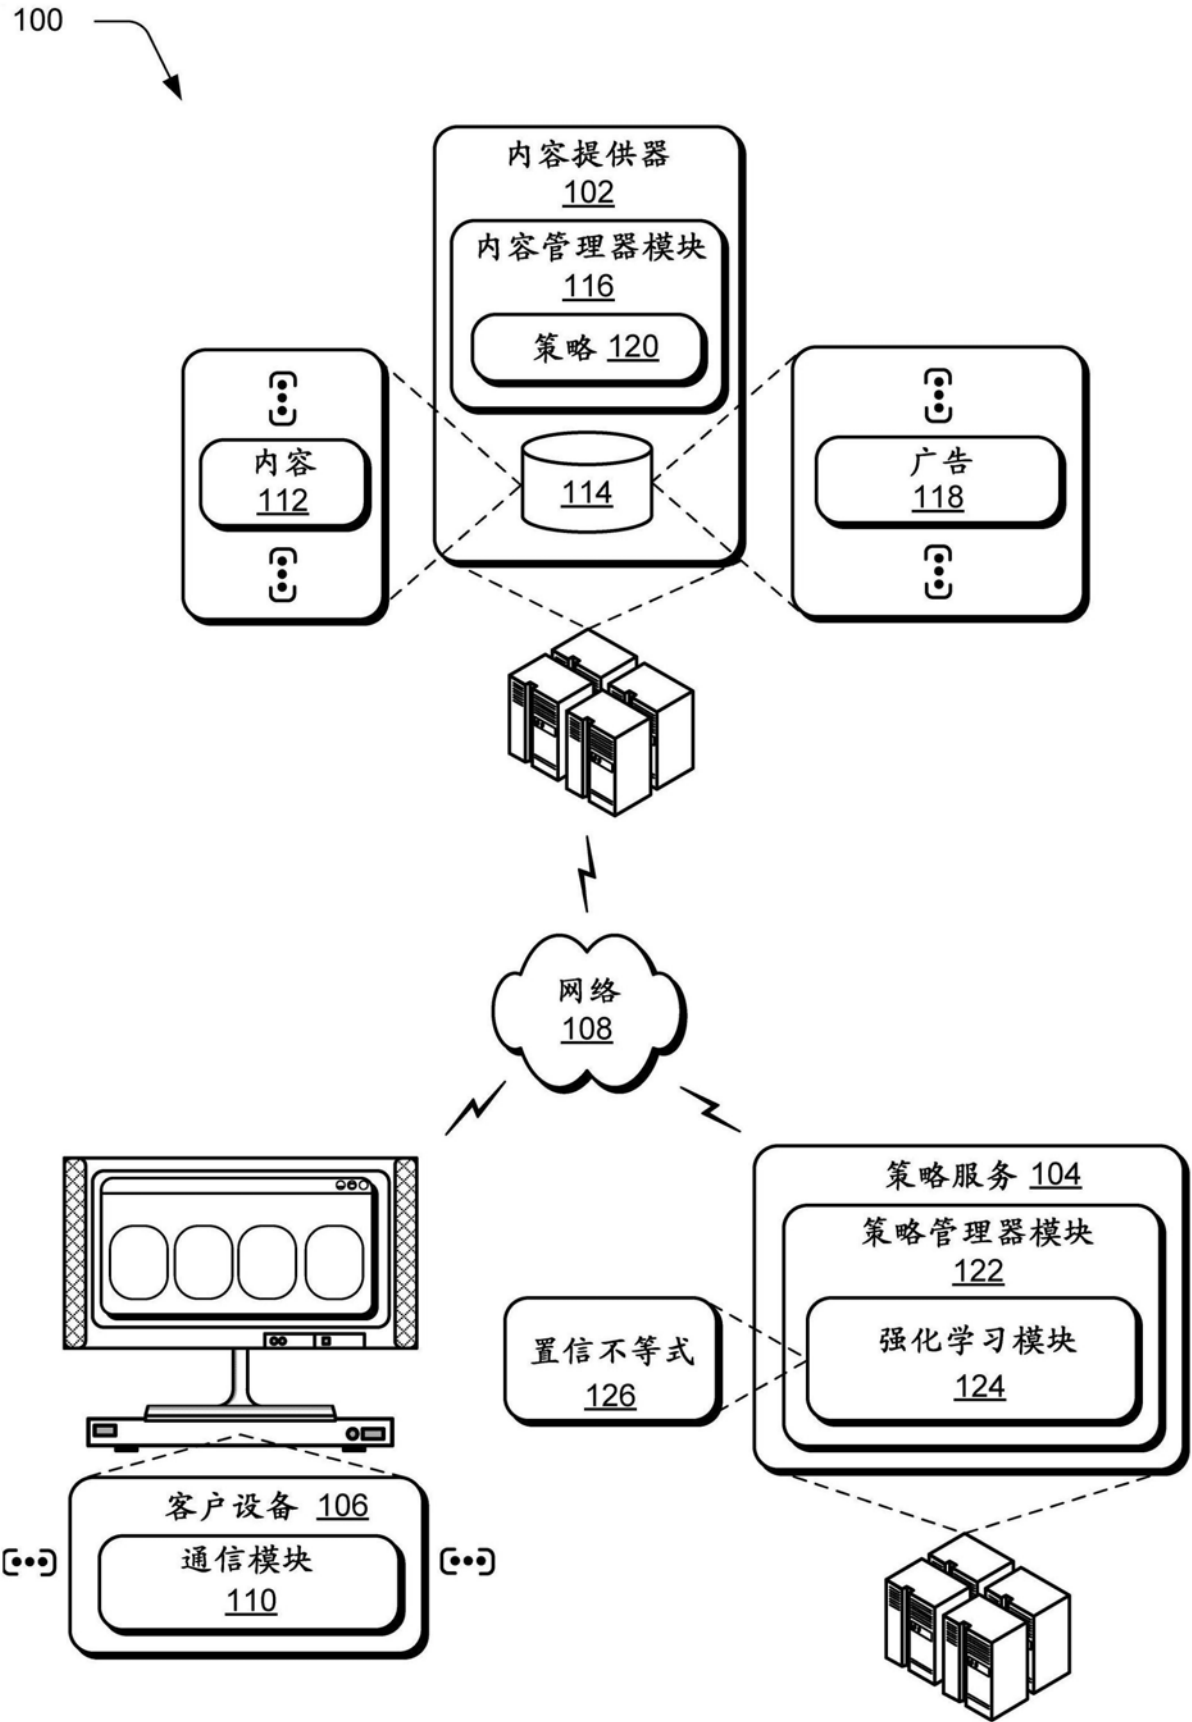 100
内容提供器
102
内容管理器模块
116
策略 120
内容
112
114
广告
118
网络
108
策略服务 104
策略管理器模块
122
强化学习模块
124
置信不等式
126
客户设备 106
通信模块
110